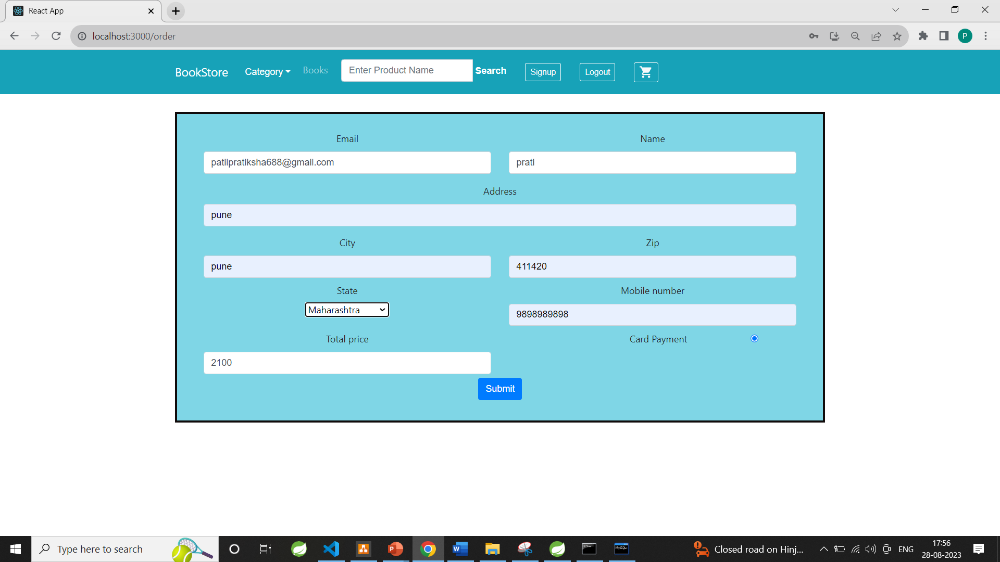 React App
localhost:3000/order
P
BookStore
Category
Books
Enter Product Name
Search
Signup
Logout
Email
Name
patilpratiksha688@gmail.com
prati
Address
pune
City
Zip
pune
411420
State
Mobile number
Maharashtra
9898989898
Total price
Card Payment
2100
Submit
Type here to search
Closed road on Hinj...
ENG
17:56
28-08-2023